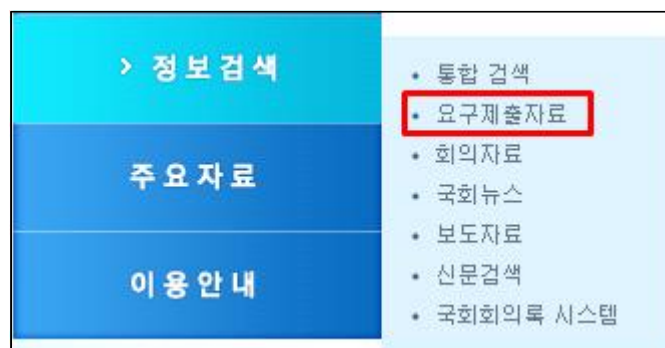 > 정보검색
주요자료
이용안내
• 통합 검색
• 요구제출자료
• 회의자료
• 국회뉴스
• 보도자료
• 신문검색
• 국회회의록 시스템